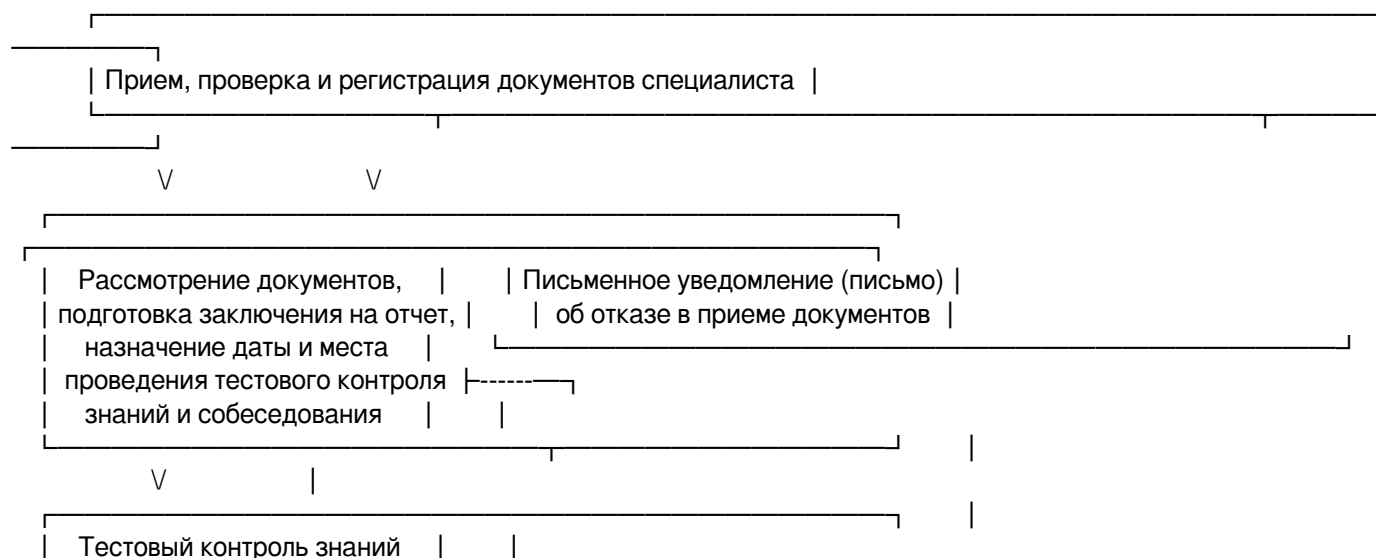 Прием, проверка и регистрация документов специалиста
Рассмотрение документов, Письменное уведомление (письмо)
подготовка заключения на отчет, об отказе в приеме документов
назначение даты и места
проведения тестового контроля
знаний и собеседования
Тестовый контроль знаний